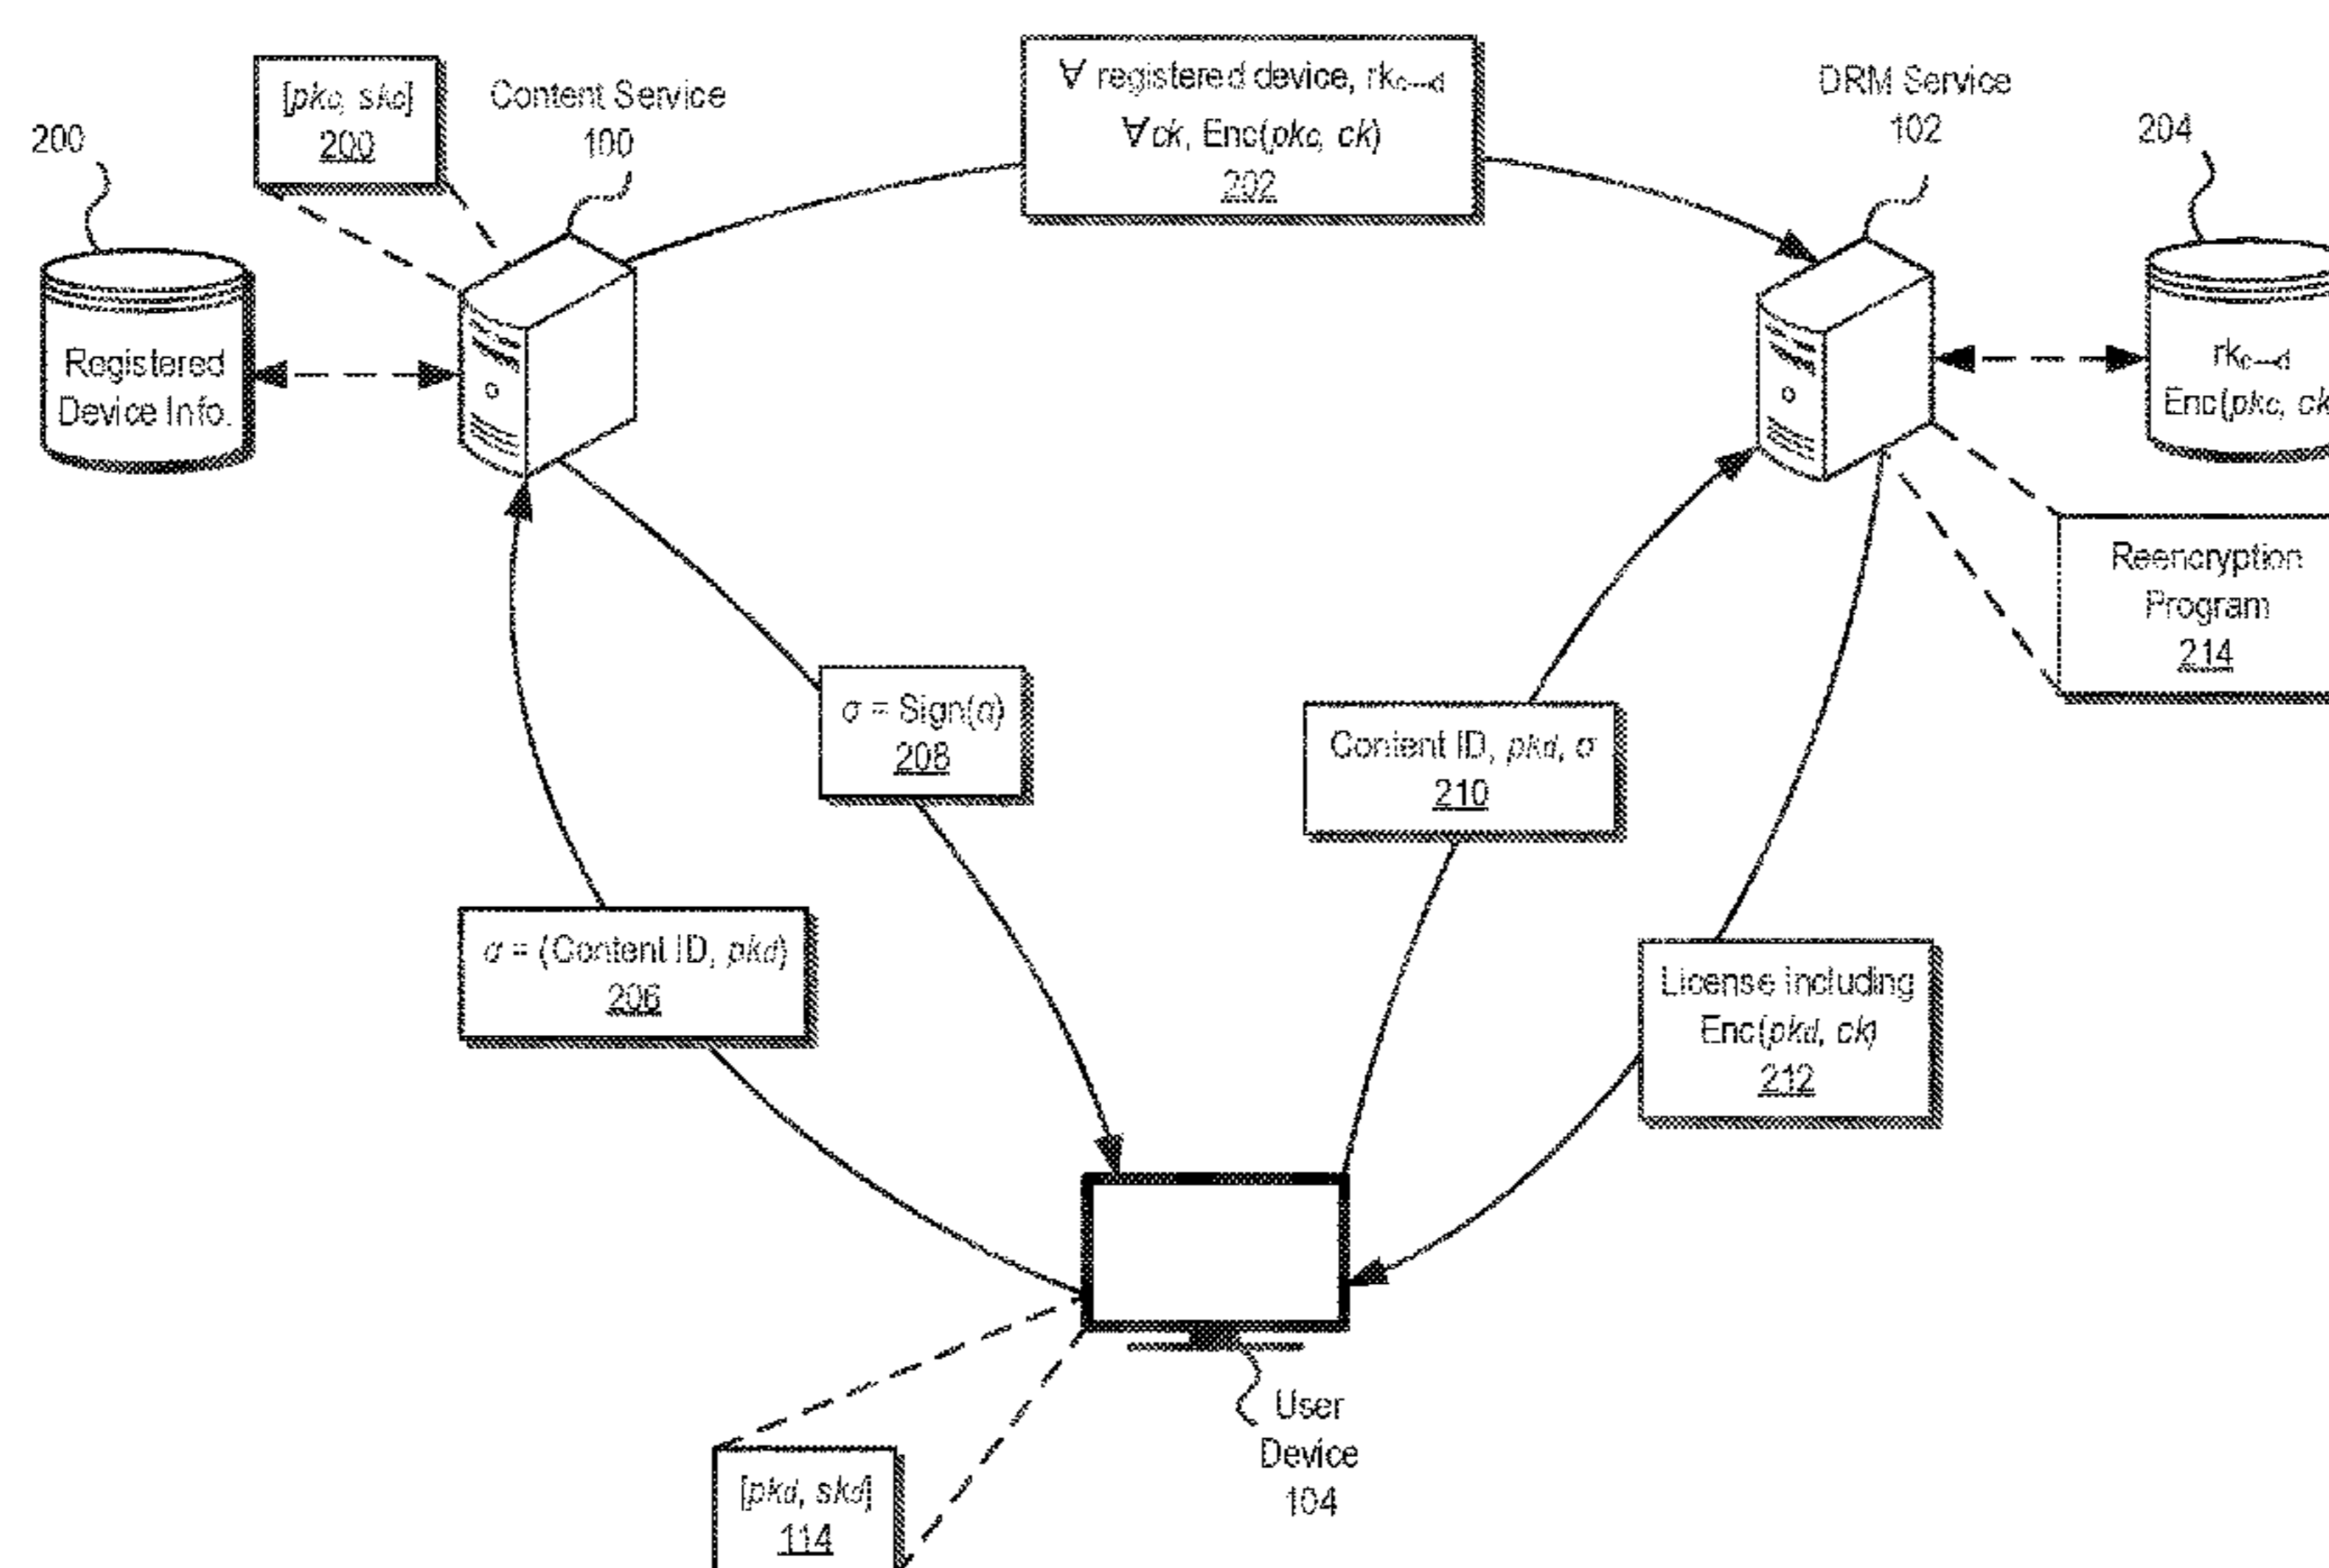 [pkc, skc]
200
Content Service
100
200
∀ registered device, rkc→d
∀ck, Enc(pkc, ck)
202
DRM Service
102
204
Registered
Device Info.
rkc→d
Enc(pkc, ck
Reencryption
Program
214
σ = Sign(α)
208
Content ID, pkd, σ
210
α = (Content ID, pkd)
206
License including
Enc(pkd, ck)
212
User
Device
104
[pkd, skd]
114